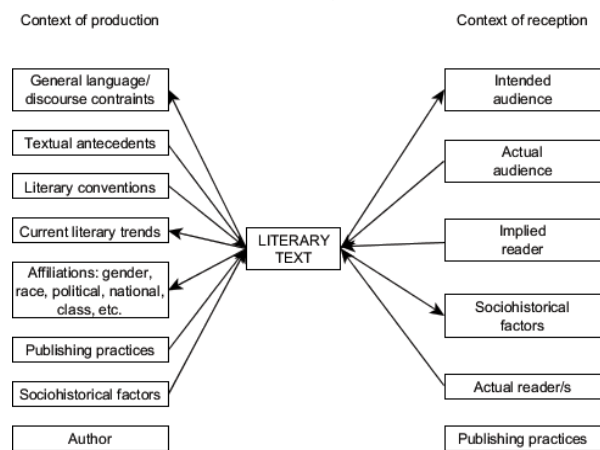 Context of production
General language/
discourse contraints
Textual antecedents
Literary conventions
Current literary trends
Affiliations: gender,
race, political, national,
class, etc.
Publishing practices
Sociohistorical factors
Author
LITERARY
TEXT
Context of reception
Intended
audience
Actual
audience
Implied
reader
Sociohistorical
factors
Actual reader/s
Publishing practices